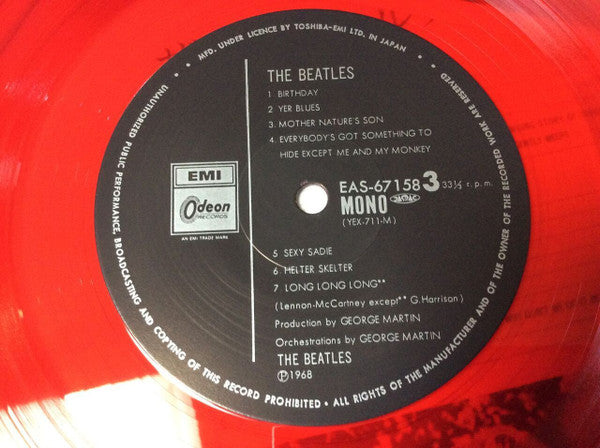 MFD. UNDER LICENCE BY TOSHIBA-EMI LTD. IN JAPAN
UNAUTHORIZED PUBLIC PERFORMANCE, BROADCASTING AND COPYING OF THIS RECORD PROHIBITED • ALL RIGHTS OF THE MANUFACTURER AND OF THE OWNER OF THE RECORDED WORK ARE RESERVED
THE BEATLES
1 BIRTHDAY
2 YER BLUES
3. MOTHER NATURE'S SON
4. EVERYBODY'S GOT SOMETHING TO
HIDE EXCEPT ME AND MY MONKEY
EMI
Odeon
RECORDS
AN EMI TRADE MARK
EAS-67158 3 33⅓ r.p.m.
MONO
(YEX-711-M)
5 SEXY SADIE
6 HELTER SKELTER
7 LONG LONG LONG**
(Lennon-McCartney except** G. Harrison)
Production by GEORGE MARTIN
Orchestrations by GEORGE MARTIN
THE BEATLES
Ⓟ1968